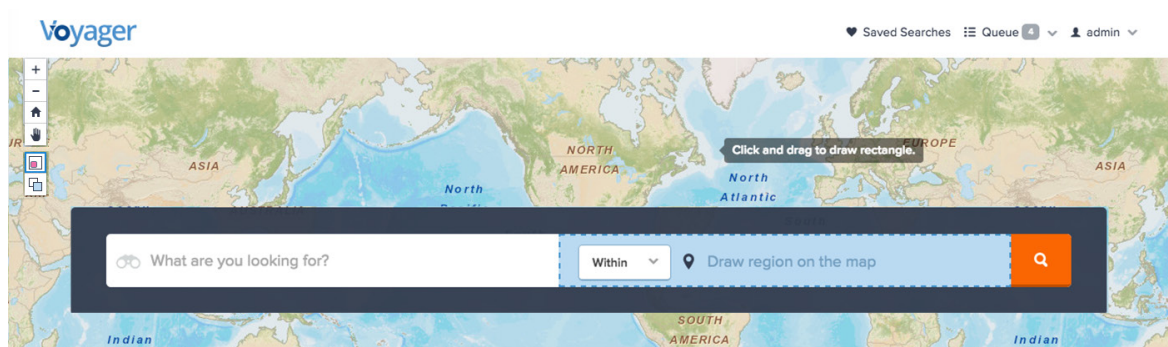 Voyager
Saved Searches
Queue 4
admin
+
−
NORTH
AMERICA
Click and drag to draw rectangle.
EUROPE
ASIA
ASIA
North
Atlantic
North
What are you looking for?
Within
Draw region on the map
SOUTH
AMERICA
Indian
Indian